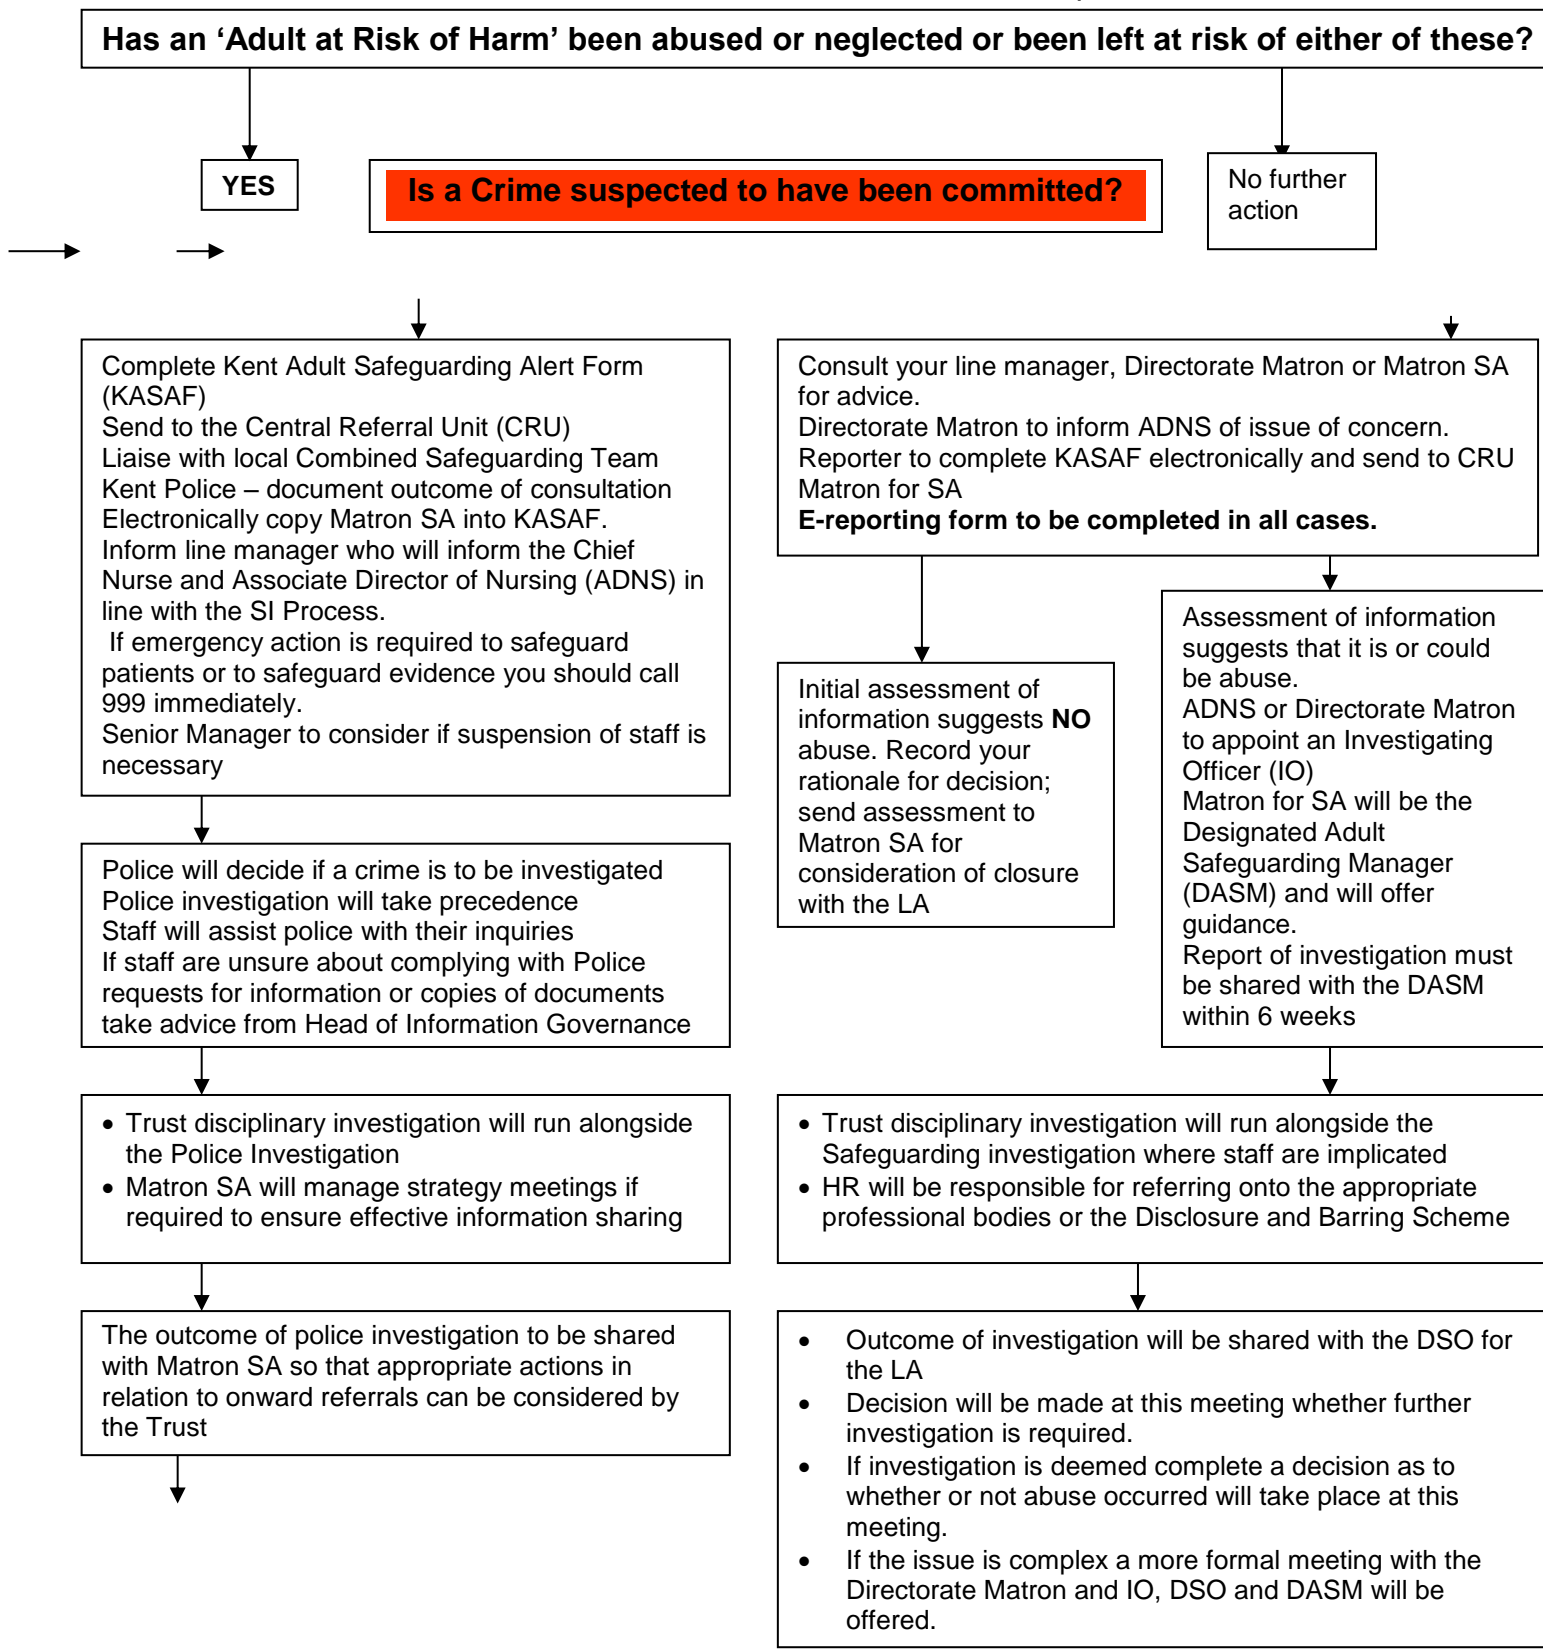 Has an ‘Adult at Risk of Harm’ been abused or neglected or been left at risk of either of these?
YES
Is a Crime suspected to have been committed?
No further
action
Complete Kent Adult Safeguarding Alert Form
(KASAF)
Send to the Central Referral Unit (CRU)
Liaise with local Combined Safeguarding Team
Kent Police – document outcome of consultation
Electronically copy Matron SA into KASAF.
Inform line manager who will inform the Chief
Nurse and Associate Director of Nursing (ADNS) in
line with the SI Process.
If emergency action is required to safeguard
patients or to safeguard evidence you should call
999 immediately.
Senior Manager to consider if suspension of staff is
necessary
Police will decide if a crime is to be investigated
Police investigation will take precedence
Staff will assist police with their inquiries
If staff are unsure about complying with Police
requests for information or copies of documents
take advice from Head of Information Governance
• Trust disciplinary investigation will run alongside
the Police Investigation
• Matron SA will manage strategy meetings if
required to ensure effective information sharing
The outcome of police investigation to be shared
with Matron SA so that appropriate actions in
relation to onward referrals can be considered by
the Trust
Consult your line manager, Directorate Matron or Matron SA
for advice.
Directorate Matron to inform ADNS of issue of concern.
Reporter to complete KASAF electronically and send to CRU
Matron for SA
E-reporting form to be completed in all cases.
Initial assessment of
information suggests NO
abuse. Record your
rationale for decision;
send assessment to
Matron SA for
consideration of closure
with the LA
Assessment of information
suggests that it is or could
be abuse.
ADNS or Directorate Matron
to appoint an Investigating
Officer (IO)
Matron for SA will be the
Designated Adult
Safeguarding Manager
(DASM) and will offer
guidance.
Report of investigation must
be shared with the DASM
within 6 weeks
• Trust disciplinary investigation will run alongside the
Safeguarding investigation where staff are implicated
• HR will be responsible for referring onto the appropriate
professional bodies or the Disclosure and Barring Scheme
• Outcome of investigation will be shared with the DSO for
the LA
• Decision will be made at this meeting whether further
investigation is required.
• If investigation is deemed complete a decision as to
whether or not abuse occurred will take place at this
meeting.
• If the issue is complex a more formal meeting with the
Directorate Matron and IO, DSO and DASM will be
offered.